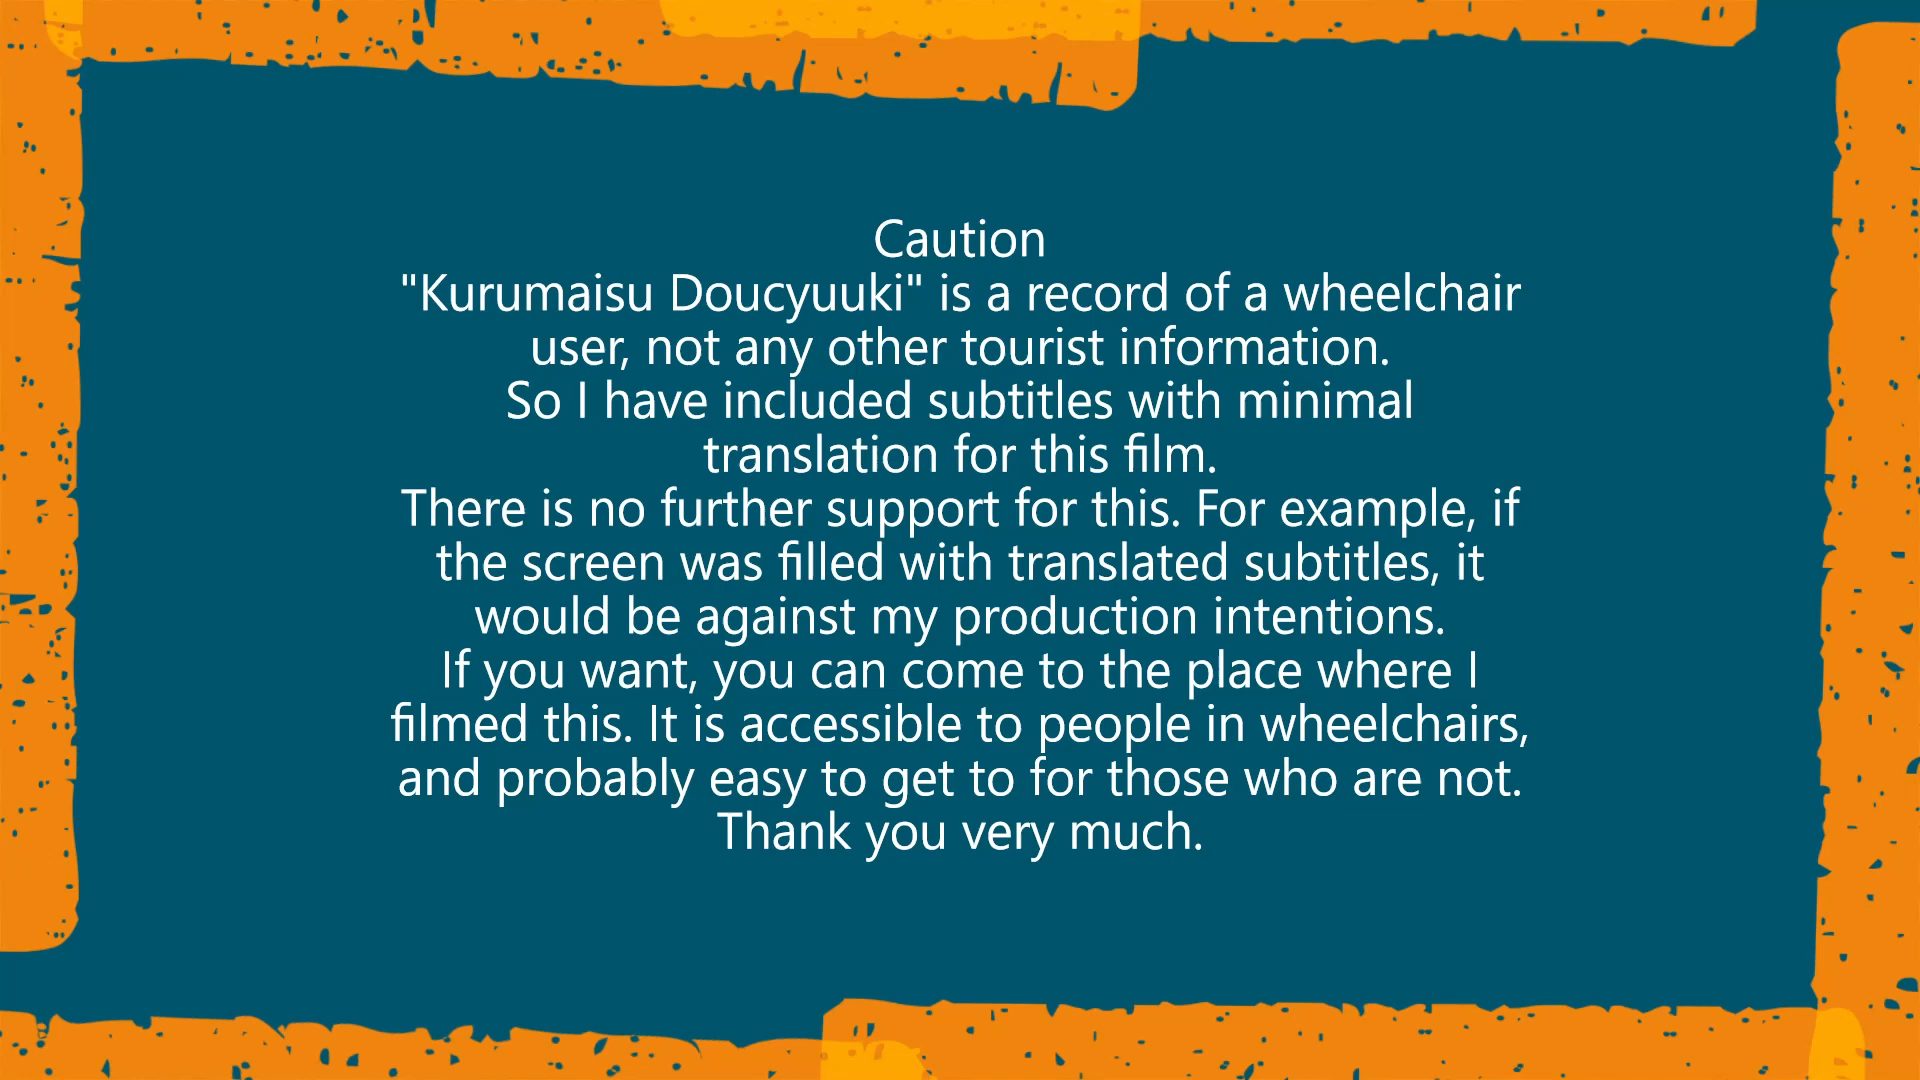 Caution
"Kurumaisu Doucyuuki" is a record of a wheelchair
user, not any other tourist information.
So I have included subtitles with minimal
translation for this film.
There is no further support for this. For example, if
the screen was filled with translated subtitles, it
would be against my production intentions.
If you want, you can come to the place where I
filmed this. It is accessible to people in wheelchairs,
and probably easy to get to for those who are not.
Thank you very much.